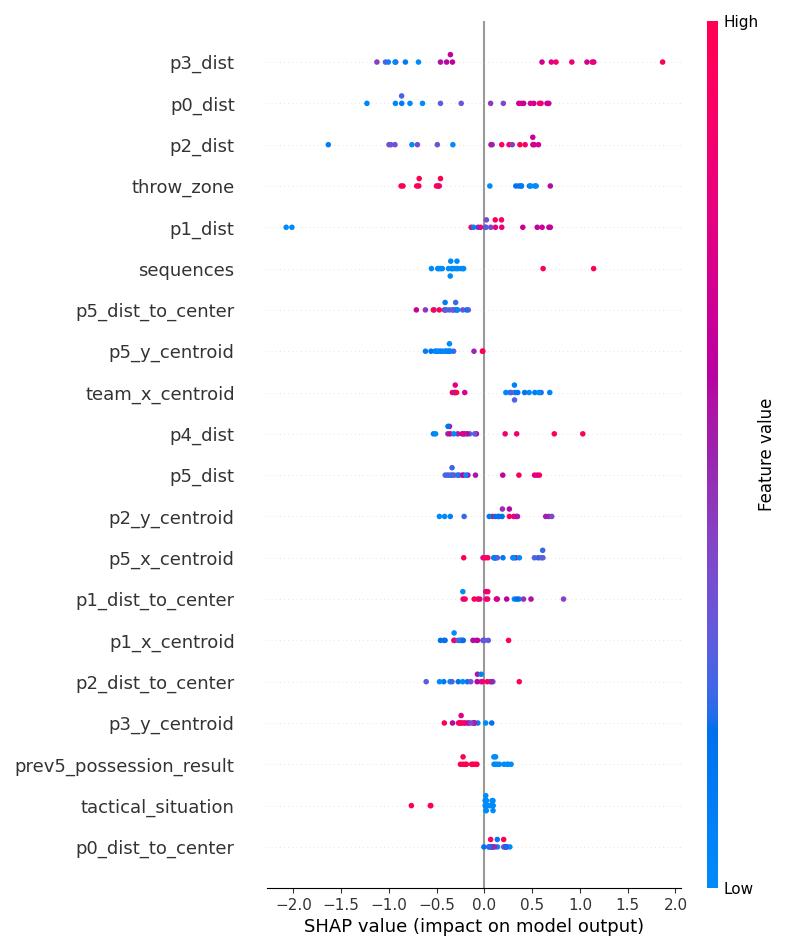 High
p3_dist
p0_dist
p2_dist
throw_zone
p1_dist
sequences
p5_dist_to_center
p5_y_centroid
team_x_centroid
p4_dist
p5_dist
p2_y_centroid
p5_x_centroid
p1_dist_to_center
p1_x_centroid
p2_dist_to_center
p3_y_centroid
prev5_possession_result
tactical_situation
p0_dist_to_center
Feature value
Low
−2.0 −1.5 −1.0 −0.5 0.0 0.5 1.0 1.5 2.0
SHAP value (impact on model output)